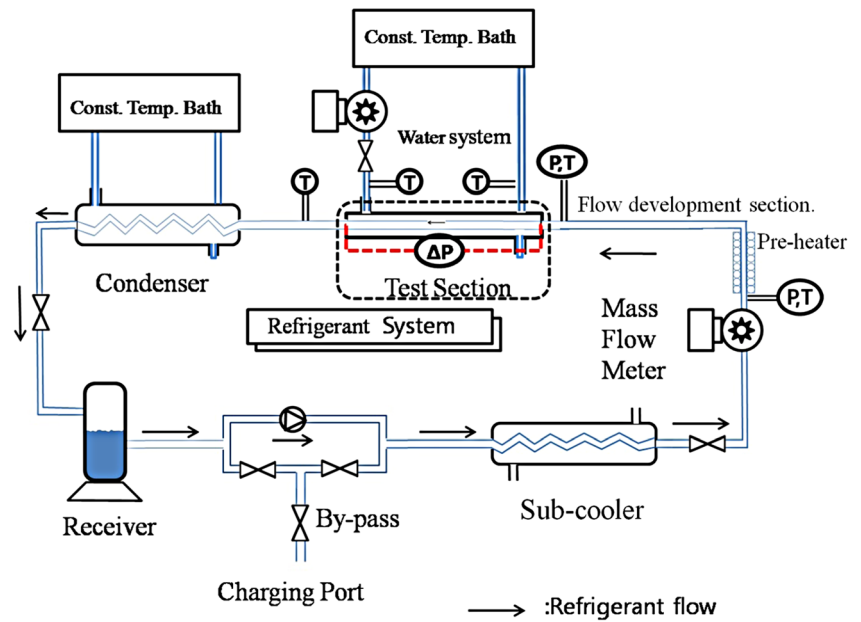 Const. Temp. Bath
Const. Temp. Bath
Water system
P,T
T
T
T
Flow development section.
Pre-heater
ΔP
Condenser
Test Section
P,T
Refrigerant System
Mass
Flow
Meter
Receiver
By-pass
Sub-cooler
Charging Port
:Refrigerant flow